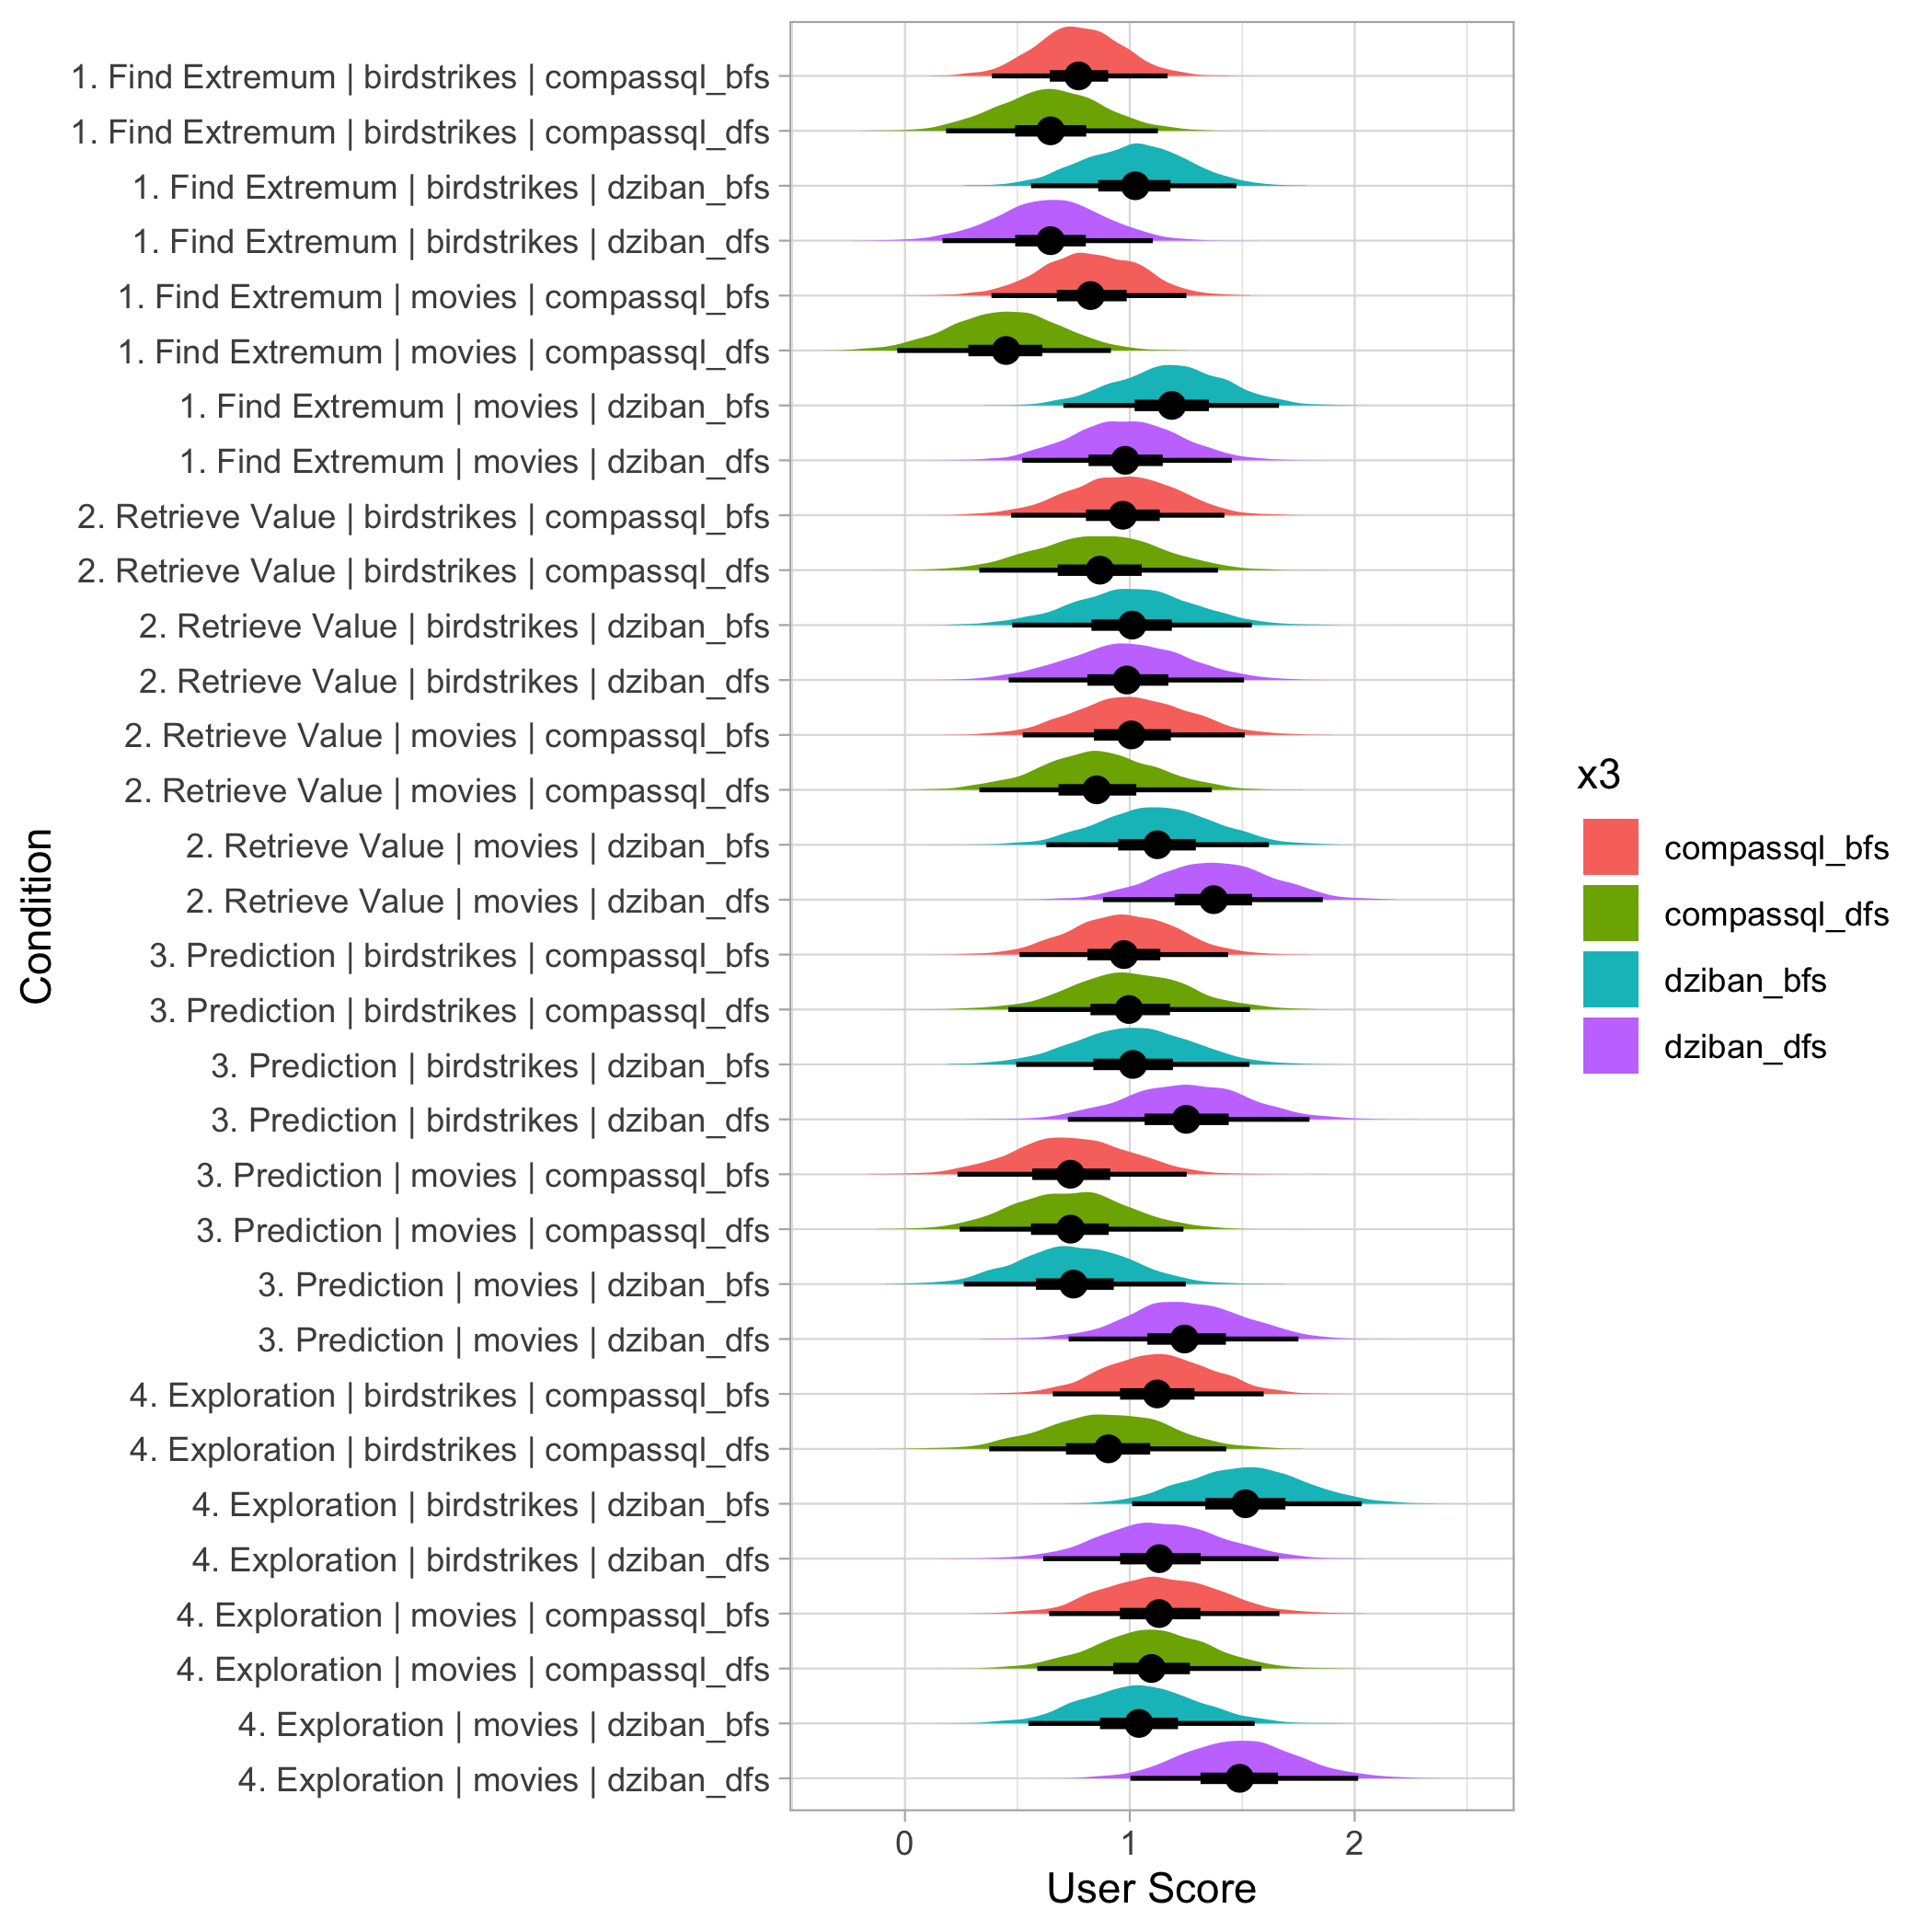 1. Find Extremum | birdstrikes | compassql_bfs
1. Find Extremum | birdstrikes | compassql_dfs
1. Find Extremum | birdstrikes | dziban_bfs
1. Find Extremum | birdstrikes | dziban_dfs
1. Find Extremum | movies | compassql_bfs
1. Find Extremum | movies | compassql_dfs
1. Find Extremum | movies | dziban_bfs
1. Find Extremum | movies | dziban_dfs
2. Retrieve Value | birdstrikes | compassql_bfs
2. Retrieve Value | birdstrikes | compassql_dfs
2. Retrieve Value | birdstrikes | dziban_bfs
2. Retrieve Value | birdstrikes | dziban_dfs
2. Retrieve Value | movies | compassql_bfs
2. Retrieve Value | movies | compassql_dfs
2. Retrieve Value | movies | dziban_bfs
2. Retrieve Value | movies | dziban_dfs
3. Prediction | birdstrikes | compassql_bfs
3. Prediction | birdstrikes | compassql_dfs
3. Prediction | birdstrikes | dziban_bfs
3. Prediction | birdstrikes | dziban_dfs
3. Prediction | movies | compassql_bfs
3. Prediction | movies | compassql_dfs
3. Prediction | movies | dziban_bfs
3. Prediction | movies | dziban_dfs
4. Exploration | birdstrikes | compassql_bfs
4. Exploration | birdstrikes | compassql_dfs
4. Exploration | birdstrikes | dziban_bfs
4. Exploration | birdstrikes | dziban_dfs
4. Exploration | movies | compassql_bfs
4. Exploration | movies | compassql_dfs
4. Exploration | movies | dziban_bfs
4. Exploration | movies | dziban_dfs
Condition
0 1 2
User Score
x3
compassql_bfs
compassql_dfs
dziban_bfs
dziban_dfs